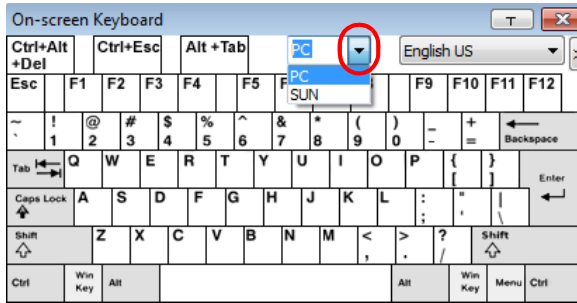 On-screen Keyboard
Ctrl+Alt +Del Ctrl+Esc Alt +Tab PC English US
PC
SUN
Esc F1 F2 F3 F4 F5 F9 F10 F11 F12
~ ! @ # $ % ^ & * ( ) _ +
` 1 2 3 4 5 6 7 8 9 0 - = Backspace
Tab Q W E R T Y U I O P { }
[ ] Enter
Caps Lock A S D F G H J K L : " |
; ' \
Shift Z X C V B N M < > ? Shift
, . /
Ctrl Win Key Alt Alt Win Key Menu Ctrl